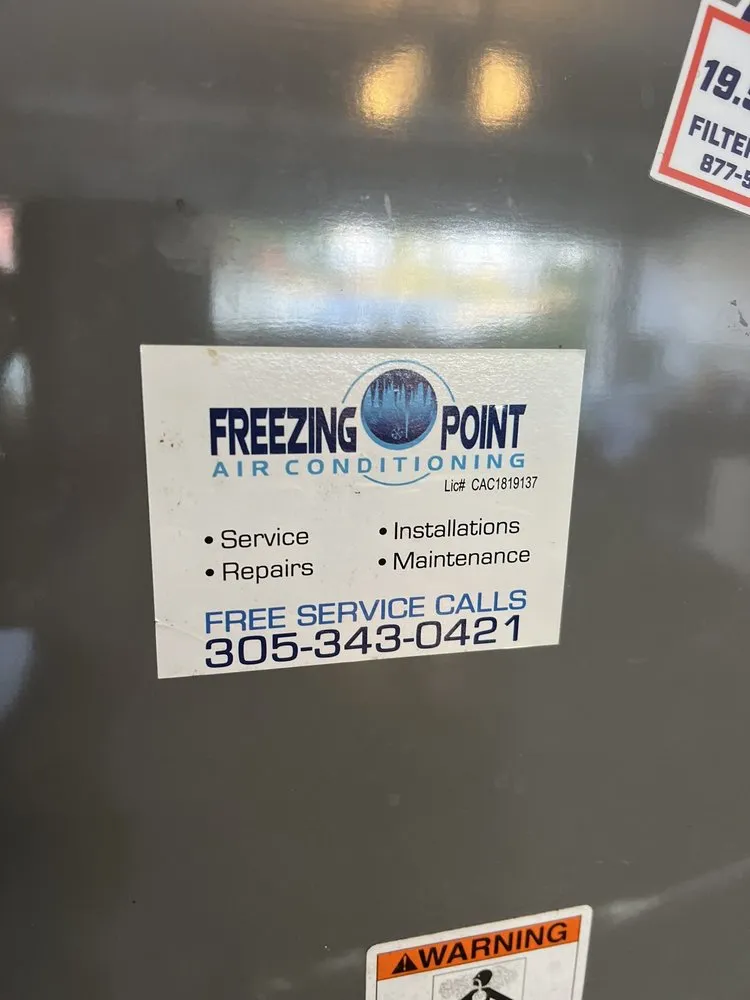 FREEZING POINT
AIR CONDITIONING
Lic# CAC1819137
• Service
• Repairs
• Installations
• Maintenance
FREE SERVICE CALLS
305-343-0421
19.
FILTE
877-
WARNING